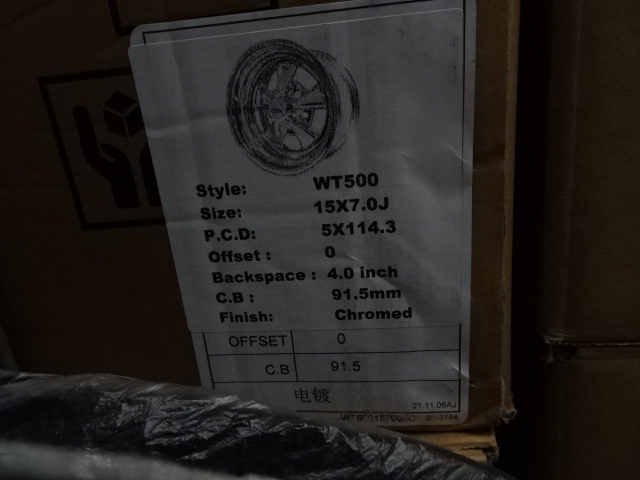 Style: WT500
Size: 15X7.0J
P.C.D: 5X114.3
Offset : 0
Backspace : 4.0 inch
C.B : 91.5mm
Finish: Chromed
OFFSET 0
C.B 91.5
电镀
21.11.06AJ